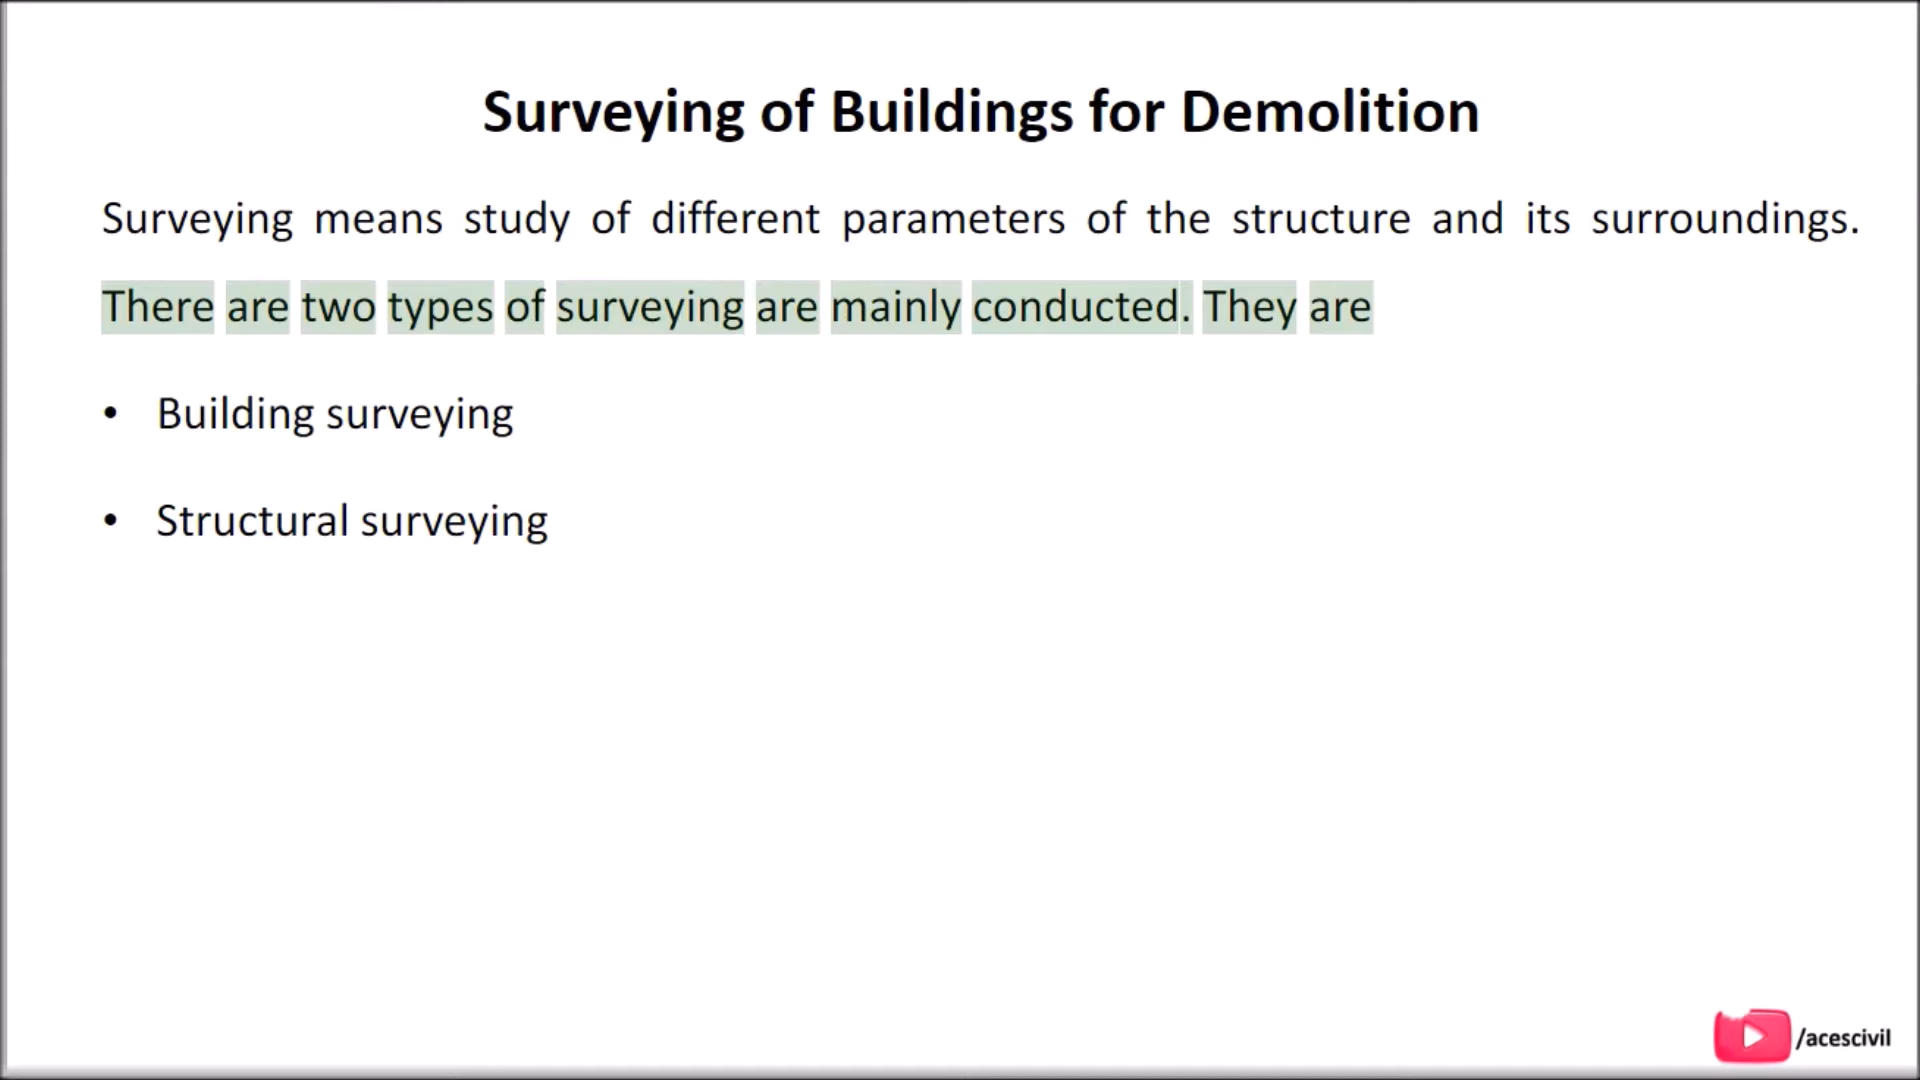 Surveying of Buildings for Demolition
Surveying means study of different parameters of the structure and its surroundings.
There are two types of surveying are mainly conducted. They are
• Building surveying
• Structural surveying
/acescivil